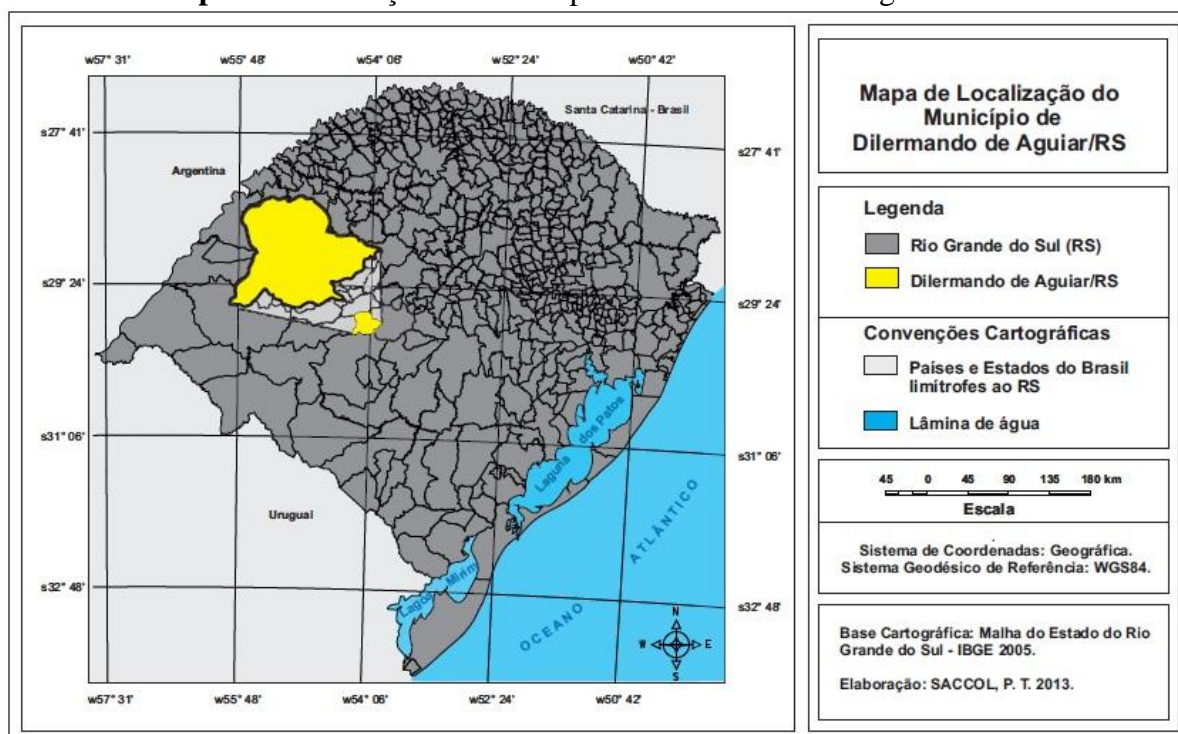 w57° 31' w55° 48' w54° 06' w52° 24' w50° 42'
Santa Catarina - Brasil
s27° 41'
s27° 41'
Argentina
s29° 24'
s29° 24'
s31° 06'
s31° 06'
Laguna dos Patos
Uruguai
ATLÂNTICO
OCEANO
Lagoa Mirim
s32° 48'
s32° 48'
N
W E
S
w57° 31' w55° 48' w54° 06' w52° 24' w50° 42'
Mapa de Localização do
Município de
Dilermando de Aguiar/RS
Legenda
Rio Grande do Sul (RS)
Dilermando de Aguiar/RS
Convenções Cartográficas
Países e Estados do Brasil
limítrofes ao RS
Lâmina de água
45 0 45 90 135 180 km
Escala
Sistema de Coordenadas: Geográfica.
Sistema Geodésico de Referência: WGS84.
Base Cartográfica: Malha do Estado do Rio
Grande do Sul - IBGE 2005.
Elaboração: SACCOL, P. T. 2013.